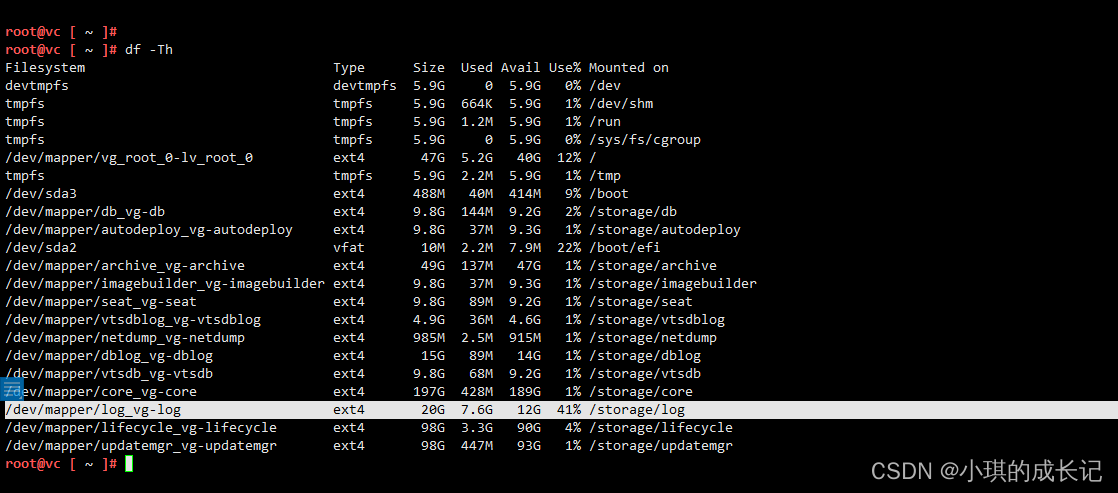 root@vc [ ~ ]#
root@vc [ ~ ]# df -Th
Filesystem Type Size Used Avail Use% Mounted on
devtmpfs devtmpfs 5.9G 0 5.9G 0% /dev
tmpfs tmpfs 5.9G 664K 5.9G 1% /dev/shm
tmpfs tmpfs 5.9G 1.2M 5.9G 1% /run
tmpfs tmpfs 5.9G 0 5.9G 0% /sys/fs/cgroup
/dev/mapper/vg_root_0-lv_root_0 ext4 47G 5.2G 40G 12% /
tmpfs tmpfs 5.9G 2.2M 5.9G 1% /tmp
/dev/sda3 ext4 488M 40M 414M 9% /boot
/dev/mapper/db_vg-db ext4 9.8G 144M 9.2G 2% /storage/db
/dev/mapper/autodeploy_vg-autodeploy ext4 9.8G 37M 9.3G 1% /storage/autodeploy
/dev/sda2 vfat 10M 2.2M 7.9M 22% /boot/efi
/dev/mapper/archive_vg-archive ext4 49G 137M 47G 1% /storage/archive
/dev/mapper/imagebuilder_vg-imagebuilder ext4 9.8G 37M 9.3G 1% /storage/imagebuilder
/dev/mapper/seat_vg-seat ext4 9.8G 89M 9.2G 1% /storage/seat
/dev/mapper/vtsdblog_vg-vtsdblog ext4 4.9G 36M 4.6G 1% /storage/vtsdblog
/dev/mapper/netdump_vg-netdump ext4 985M 2.5M 915M 1% /storage/netdump
/dev/mapper/dblog_vg-dblog ext4 15G 89M 14G 1% /storage/dblog
/dev/mapper/vtsdb_vg-vtsdb ext4 9.8G 68M 9.2G 1% /storage/vtsdb
/dev/mapper/core_vg-core ext4 197G 428M 189G 1% /storage/core
/dev/mapper/log_vg-log ext4 20G 7.6G 12G 41% /storage/log
/dev/mapper/lifecycle_vg-lifecycle ext4 98G 3.3G 90G 4% /storage/lifecycle
/dev/mapper/updatemgr_vg-updatemgr ext4 98G 447M 93G 1% /storage/updatemgr
root@vc [ ~ ]#
CSDN @小琪的成长记